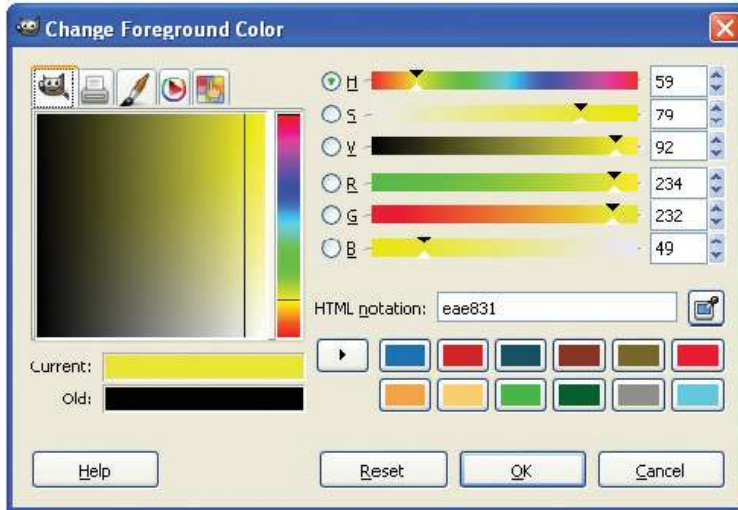 Change Foreground Color
H 59
S 79
V 92
R 234
G 232
B 49
HTML notation: eae831
Current:
Old:
Help Reset OK Cancel